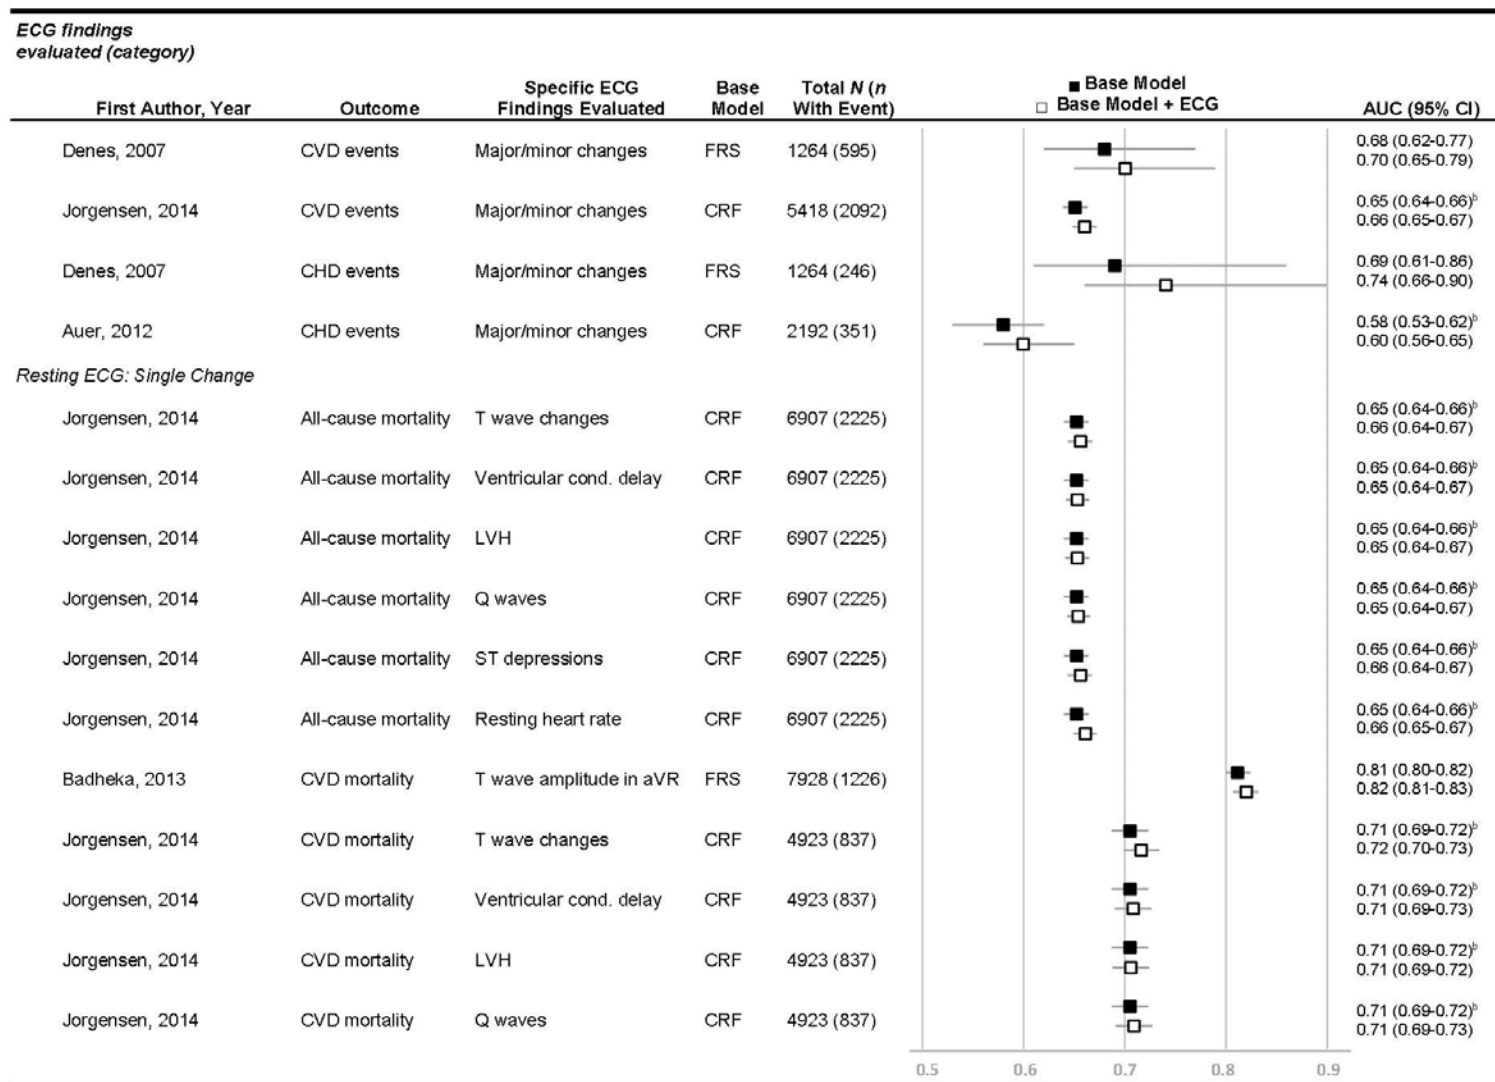 ECG findings
evaluated (category)
Specific ECG Base Total N (n ■ Base Model
First Author, Year Outcome Findings Evaluated Model With Event) □ Base Model + ECG AUC (95% CI)
Denes, 2007 CVD events Major/minor changes FRS 1264 (595) 0.68 (0.62-0.77)
0.70 (0.65-0.79)
Jorgensen, 2014 CVD events Major/minor changes CRF 5418 (2092) 0.65 (0.64-0.66)b
0.66 (0.65-0.67)
Denes, 2007 CHD events Major/minor changes FRS 1264 (246) 0.69 (0.61-0.86)
0.74 (0.66-0.90)
Auer, 2012 CHD events Major/minor changes CRF 2192 (351) 0.58 (0.53-0.62)b
0.60 (0.56-0.65)
Resting ECG: Single Change
Jorgensen, 2014 All-cause mortality T wave changes CRF 6907 (2225) 0.65 (0.64-0.66)b
0.66 (0.64-0.67)
Jorgensen, 2014 All-cause mortality Ventricular cond. delay CRF 6907 (2225) 0.65 (0.64-0.66)b
0.65 (0.64-0.67)
Jorgensen, 2014 All-cause mortality LVH CRF 6907 (2225) 0.65 (0.64-0.66)b
0.65 (0.64-0.67)
Jorgensen, 2014 All-cause mortality Q waves CRF 6907 (2225) 0.65 (0.64-0.66)b
0.65 (0.64-0.67)
Jorgensen, 2014 All-cause mortality ST depressions CRF 6907 (2225) 0.65 (0.64-0.66)b
0.66 (0.64-0.67)
Jorgensen, 2014 All-cause mortality Resting heart rate CRF 6907 (2225) 0.65 (0.64-0.66)b
0.66 (0.65-0.67)
Badheka, 2013 CVD mortality T wave amplitude in aVR FRS 7928 (1226) 0.81 (0.80-0.82)
0.82 (0.81-0.83)
Jorgensen, 2014 CVD mortality T wave changes CRF 4923 (837) 0.71 (0.69-0.72)b
0.72 (0.70-0.73)
Jorgensen, 2014 CVD mortality Ventricular cond. delay CRF 4923 (837) 0.71 (0.69-0.72)b
0.71 (0.69-0.73)
Jorgensen, 2014 CVD mortality LVH CRF 4923 (837) 0.71 (0.69-0.72)b
0.71 (0.69-0.72)
Jorgensen, 2014 CVD mortality Q waves CRF 4923 (837) 0.71 (0.69-0.72)b
0.71 (0.69-0.73)
0.5 0.6 0.7 0.8 0.9